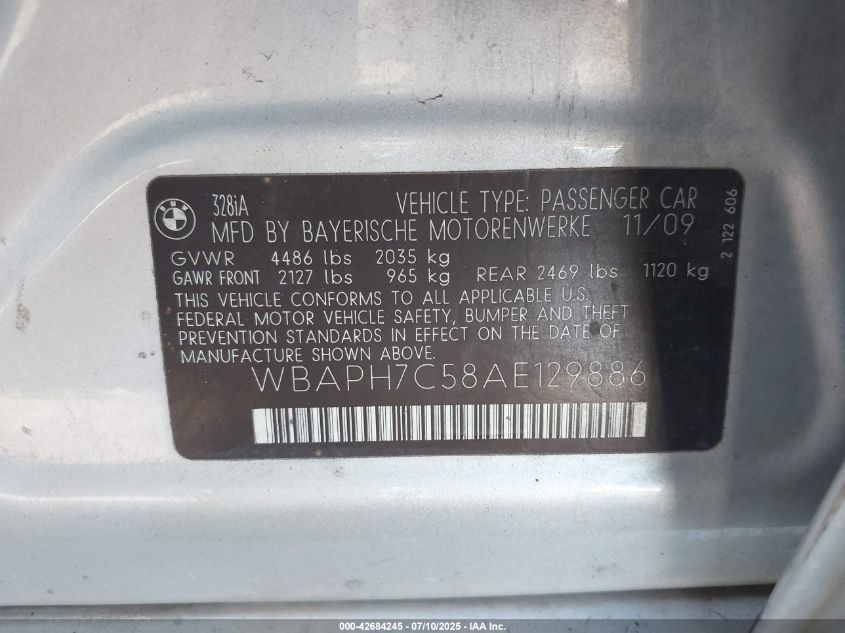 BMW
328iA VEHICLE TYPE: PASSENGER CAR
MFD BY BAYERISCHE MOTORENWERKE 11/09
GVWR 4486 lbs 2035 kg
GAWR FRONT 2127 lbs 965 kg REAR 2469 lbs 1120 kg
THIS VEHICLE CONFORMS TO ALL APPLICABLE U.S.
FEDERAL MOTOR VEHICLE SAFETY, BUMPER AND THEFT
PREVENTION STANDARDS IN EFFECT ON THE DATE OF
MANUFACTURE SHOWN ABOVE.
WBAPH7C58AE129886
2 122 606
000-42684245 - 07/10/2025 - IAA Inc.